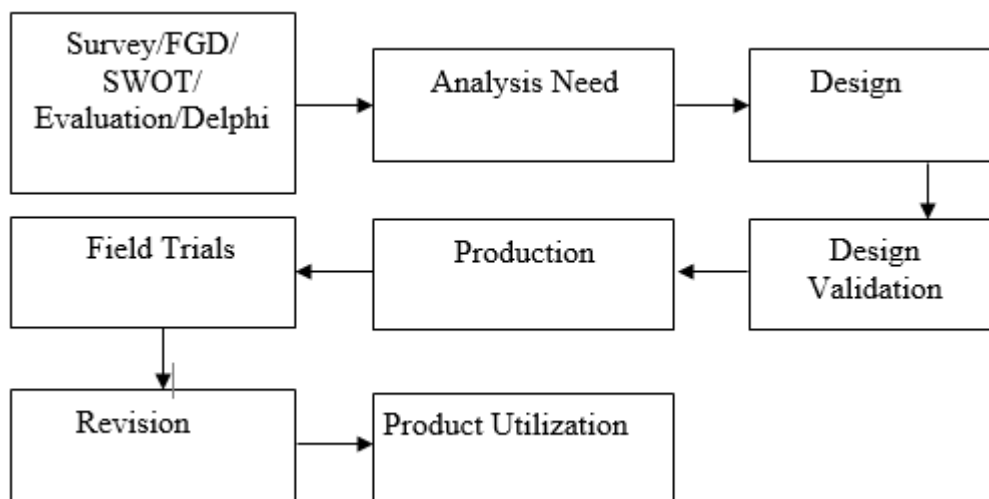 Survey/FGD/
SWOT/
Evaluation/Delphi
Analysis Need
Design
Design
Validation
Production
Field Trials
Revision
Product Utilization